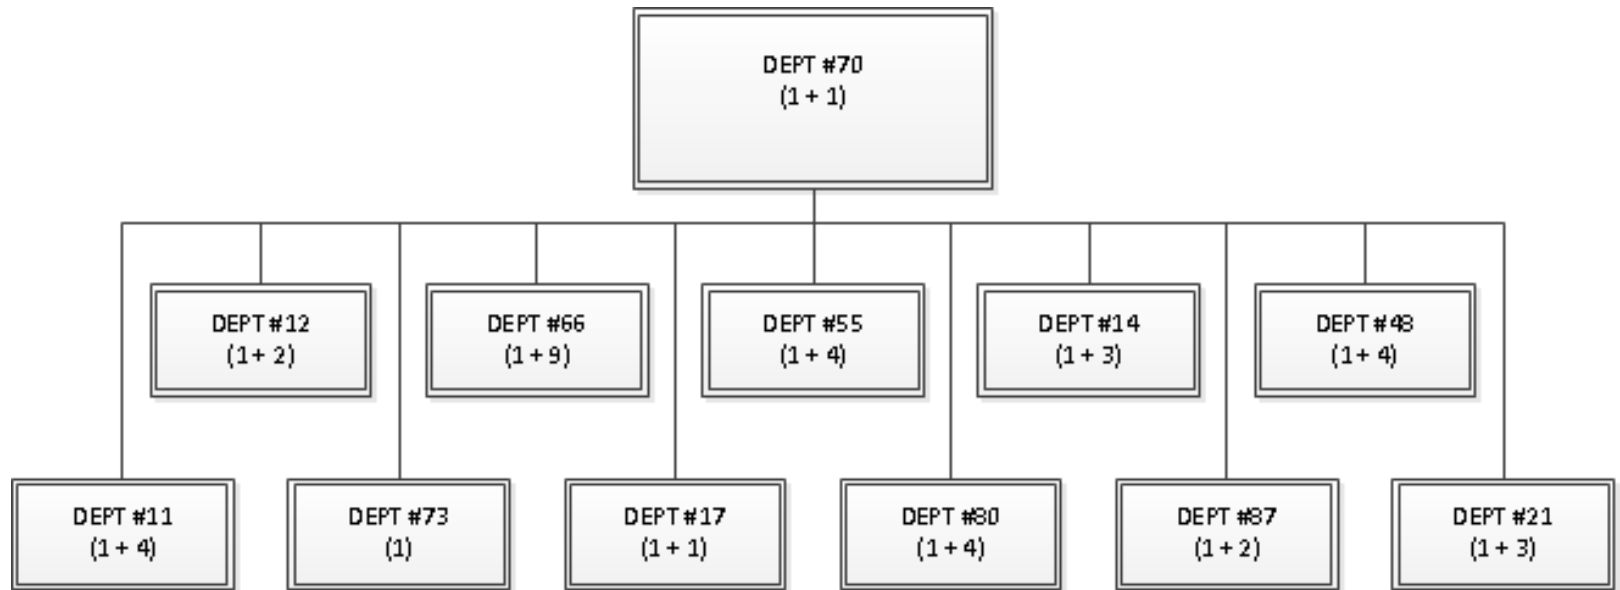 DEPT #70
(1 + 1)
DEPT #12
(1 + 2)
DEPT #66
(1 + 9)
DEPT #55
(1 + 4)
DEPT #14
(1 + 3)
DEPT #48
(1 + 4)
DEPT #11
(1 + 4)
DEPT #73
(1)
DEPT #17
(1 + 1)
DEPT #80
(1 + 4)
DEPT #87
(1 + 2)
DEPT #21
(1 + 3)